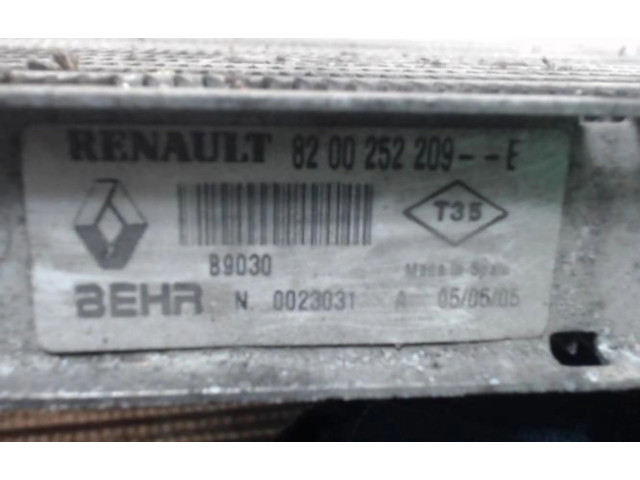 RENAULT 82 00 252 209--E
T35
B9030
Made in Spain
BEHR N. 0023031 A 05/05/05